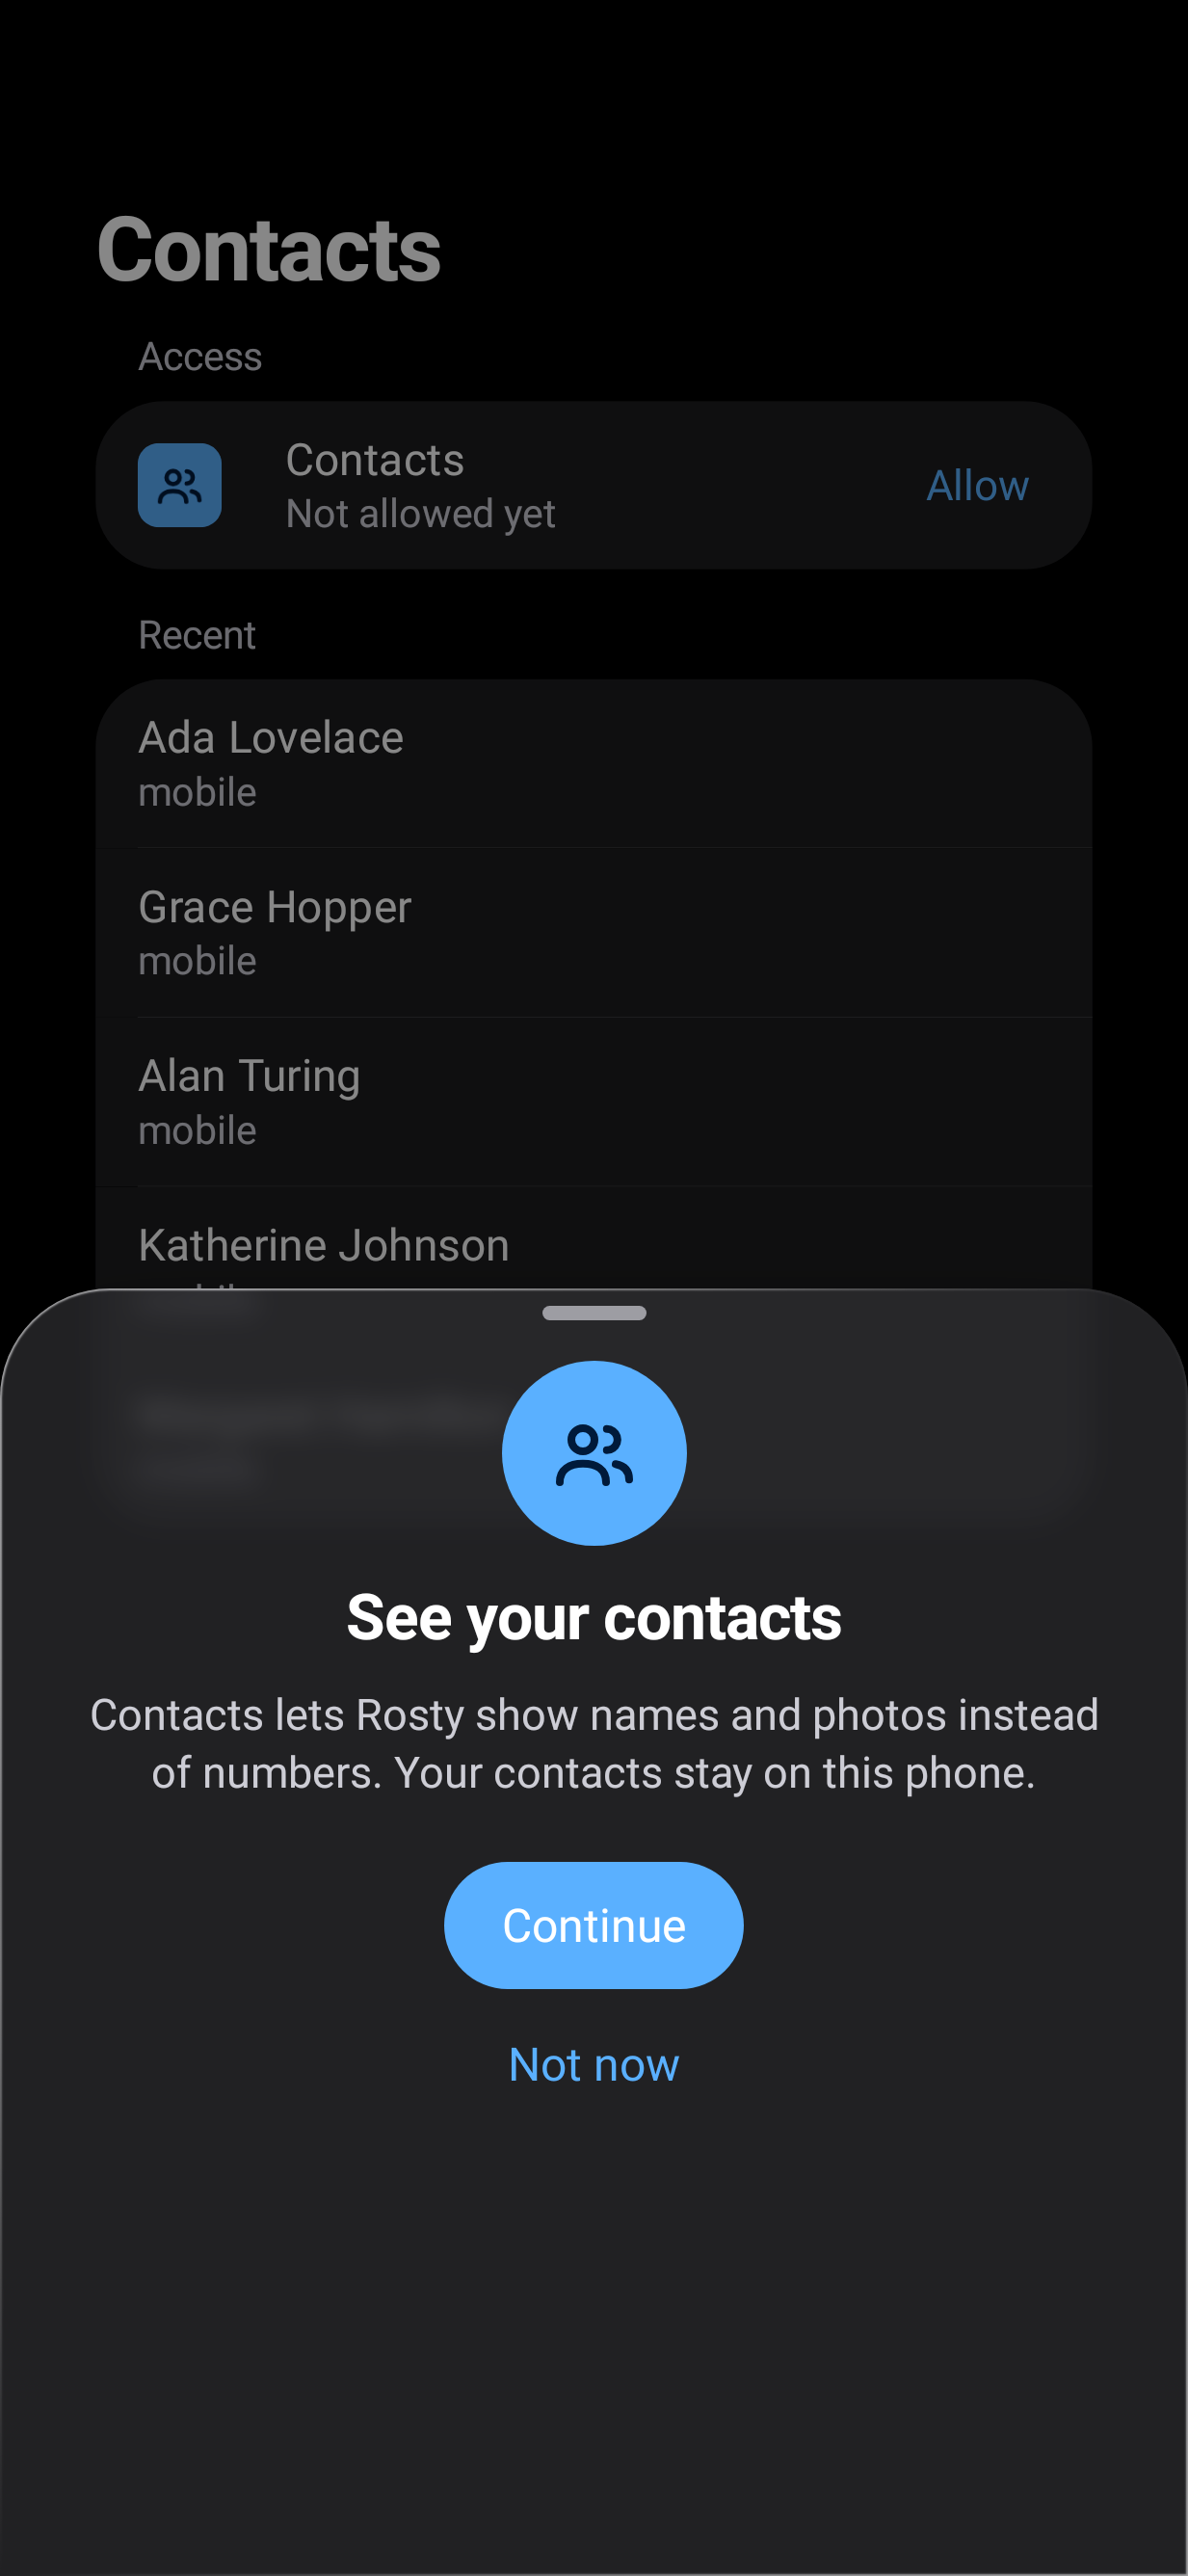 Contacts
Access
Contacts
Not allowed yet
Allow
Recent
Ada Lovelace
mobile
Grace Hopper
mobile
Alan Turing
mobile
Katherine Johnson
See your contacts
Contacts lets Rosty show names and photos instead
of numbers. Your contacts stay on this phone.
Continue
Not now